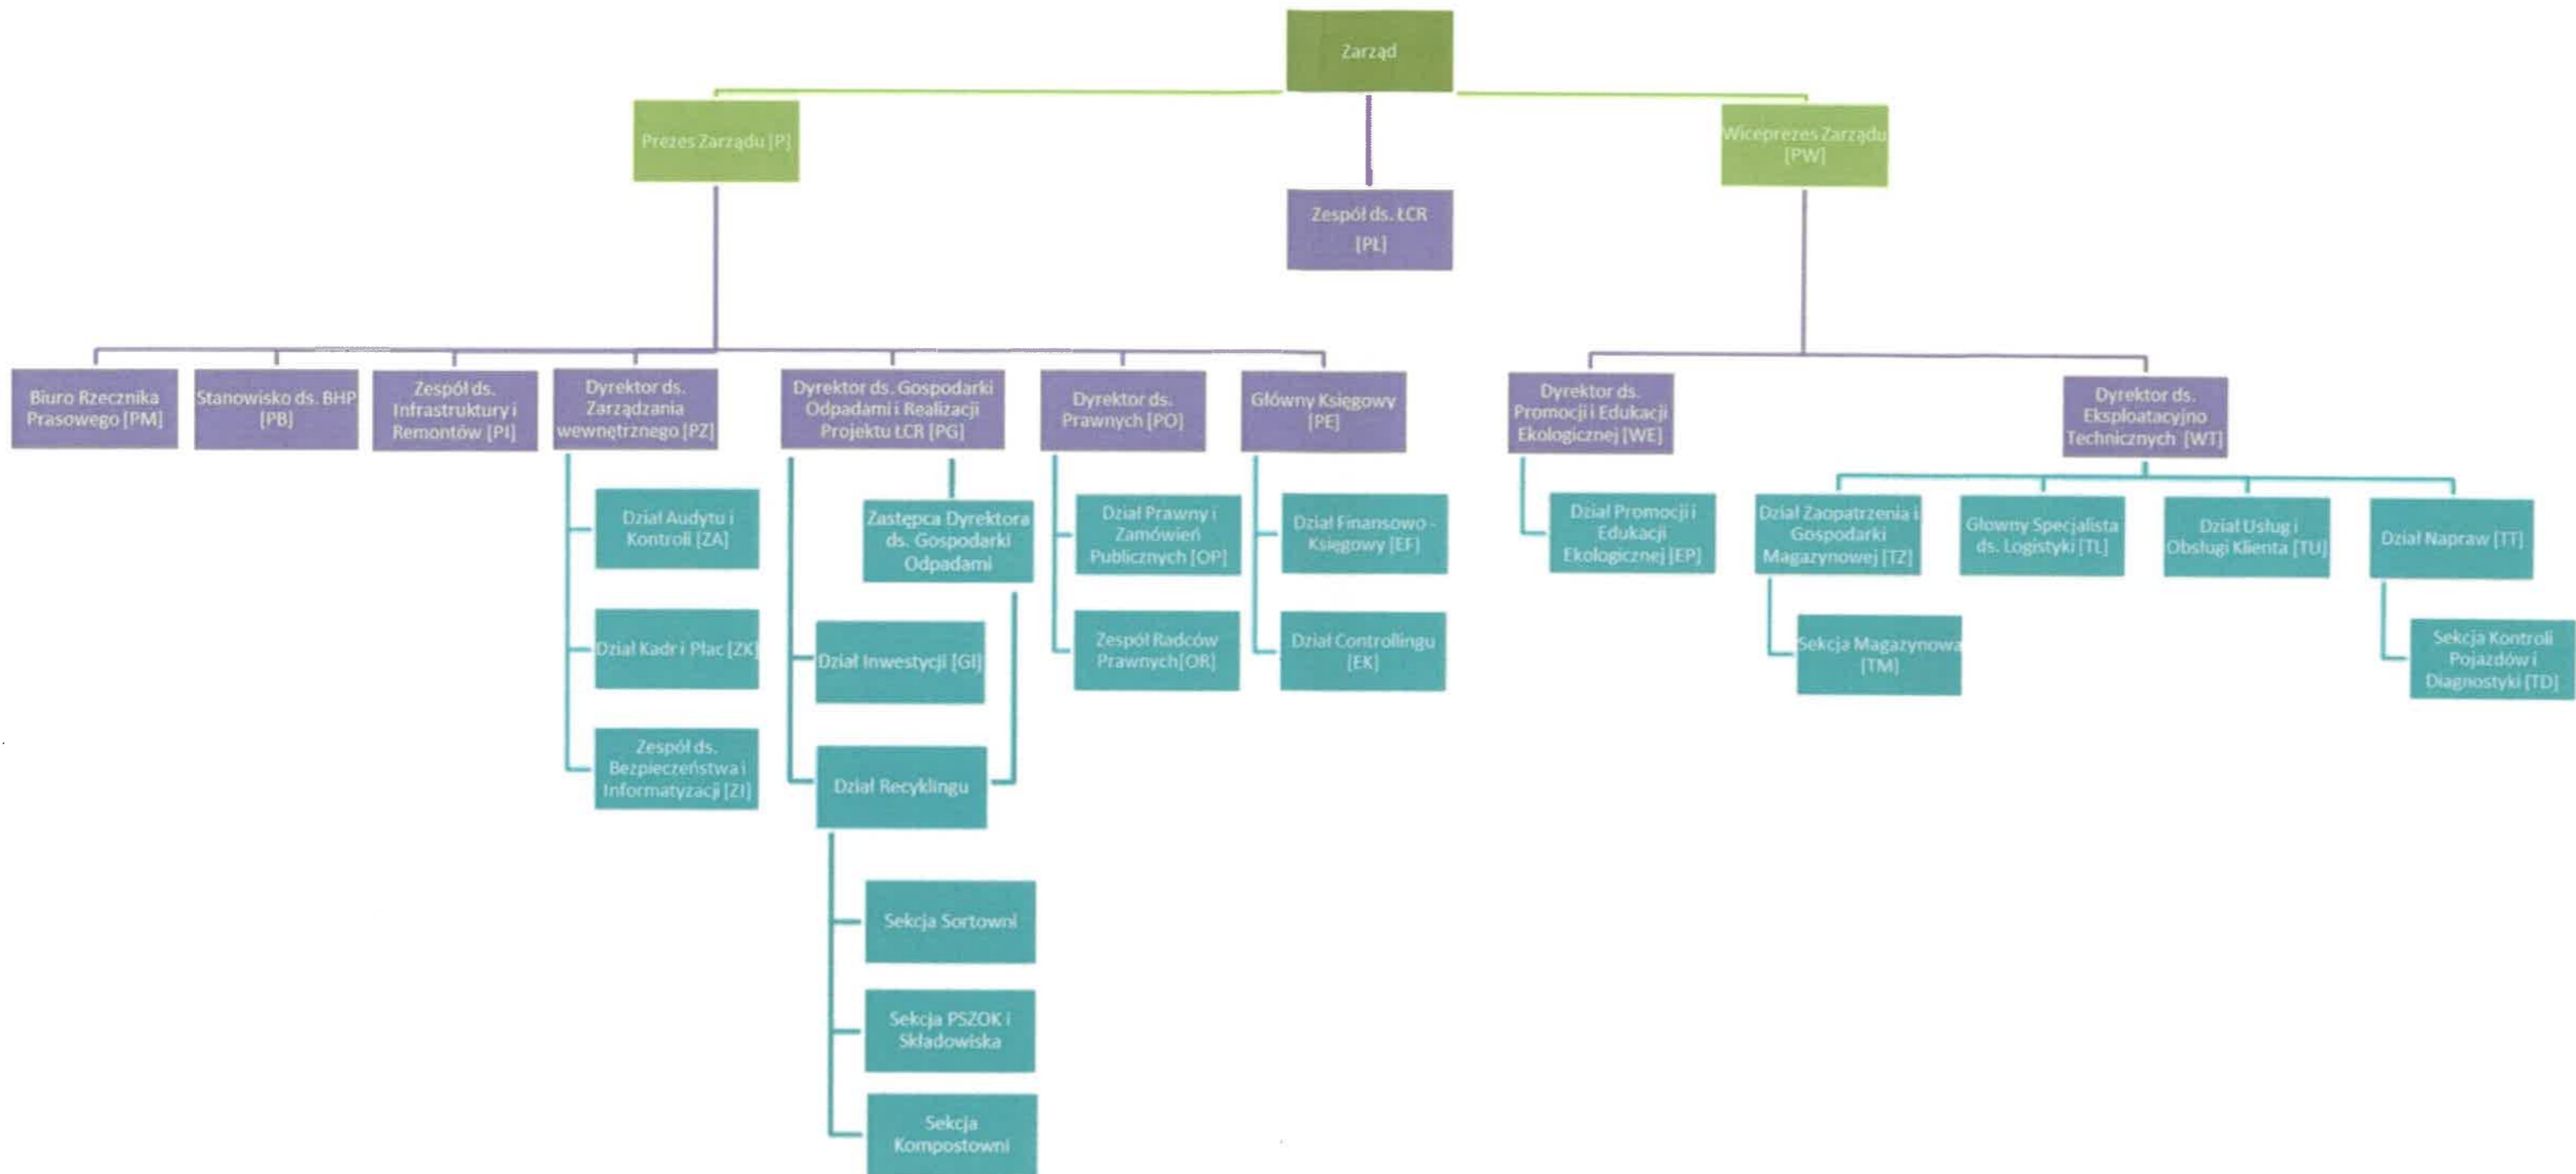 Zarząd
Prezes Zarządu [P]
Wiceprezes Zarządu
[PW]
Zespół ds. ŁCR
[PŁ]
Biuro Rzecznika
Prasowego [PM]
Stanowisko ds. BHP
[PB]
Zespół ds.
Infrastruktury i
Remontów [PI]
Dyrektor ds.
Zarządzania
wewnętrznego [PZ]
Dyrektor ds. Gospodarki
Odpadami i Realizacji
Projektu ŁCR [PG]
Dyrektor ds.
Prawnych [PO]
Główny Księgowy
[PE]
Dyrektor ds.
Promocji i Edukacji
Ekologicznej [WE]
Dyrektor ds.
Eksploatacyjno
Technicznych [WT]
Dział Audytu i
Kontroli [ZA]
Zastępca Dyrektora
ds. Gospodarki
Odpadami
Dział Prawny i
Zamówień
Publicznych [OP]
Dział Finansowo -
Księgowy [EF]
Dział Promocji i
Edukacji
Ekologicznej [EP]
Dział Zaopatrzenia i
Gospodarki
Magazynowej [TZ]
Głowny Specjalista
ds. Logistyki [TL]
Dział Usług i
Obsługi Klienta [TU]
Dział Napraw [TT]
Dział Kadr i Płac [ZK]
Dział Inwestycji [GI]
Zespół Radców
Prawnych[OR]
Dział Controllingu
[EK]
Sekcja Magazynowa
[TM]
Sekcja Kontroli
Pojazdów i
Diagnostyki [TD]
Zespół ds.
Bezpieczeństwa i
Informatyzacji [ZI]
Dział Recyklingu
Sekcja Sortowni
Sekcja PSZOK i
Składowiska
Sekcja
Kompostowni